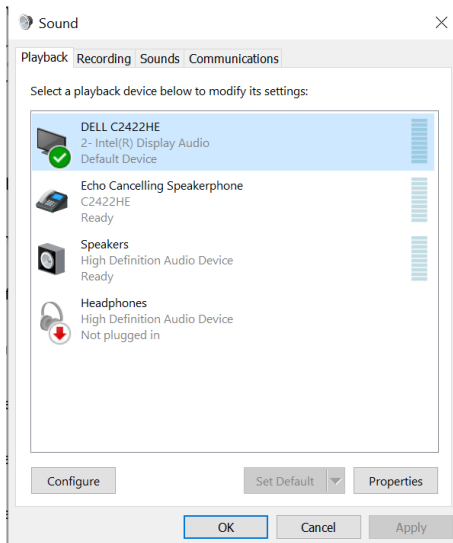 Sound
Playback Recording Sounds Communications
Select a playback device below to modify its settings:
DELL C2422HE
2- Intel(R) Display Audio
Default Device
Echo Cancelling Speakerphone
C2422HE
Ready
Speakers
High Definition Audio Device
Ready
Headphones
High Definition Audio Device
Not plugged in
Configure Set Default Properties
OK Cancel Apply